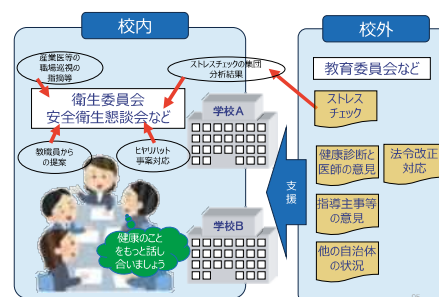 校内
産業医等の
職場巡視の
指摘等
ストレスチェックの集団
分析結果
衛生委員会
安全衛生懇談会など
教職員から
の提案
ヒヤリハット
事案対応
学校A
学校B
健康のこと
をもっと話し
合いましょう
支援
校外
教育委員会など
ストレス
チェック
健康診断と
医師の意見
法令改正
対応
指導主事等
の意見
他の自治体
の状況